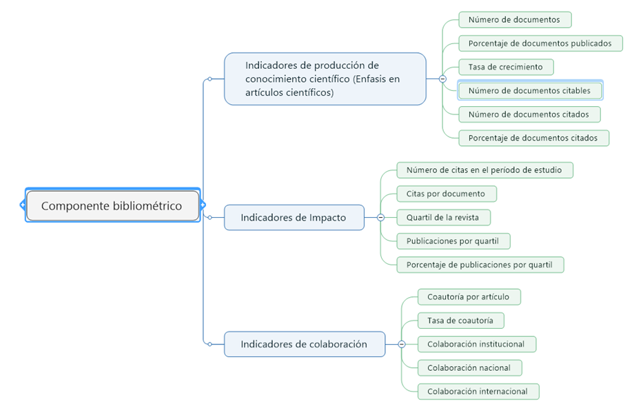 Componente bibliométrico
Indicadores de producción de
conocimiento científico (Enfasis en
artículos científicos)
Número de documentos
Porcentaje de documentos publicados
Tasa de crecimiento
Número de documentos citables
Número de documentos citados
Porcentaje de documentos citados
Indicadores de Impacto
Número de citas en el período de estudio
Citas por documento
Quartil de la revista
Publicaciones por quartil
Porcentaje de publicaciones por quartil
Indicadores de colaboración
Coautoría por artículo
Tasa de coautoría
Colaboración institucional
Colaboración nacional
Colaboración internacional